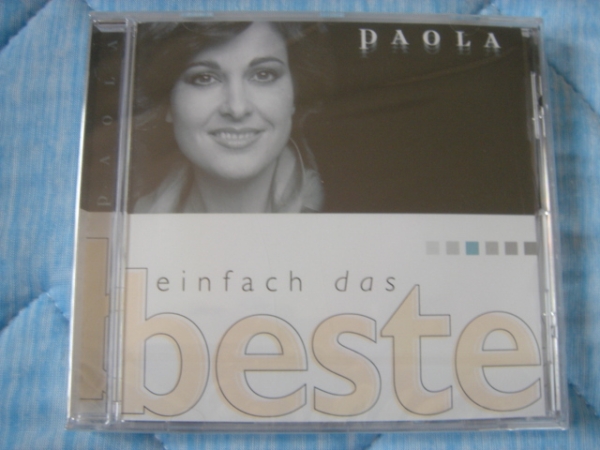 PAOLA
PAOLA
einfach das
beste